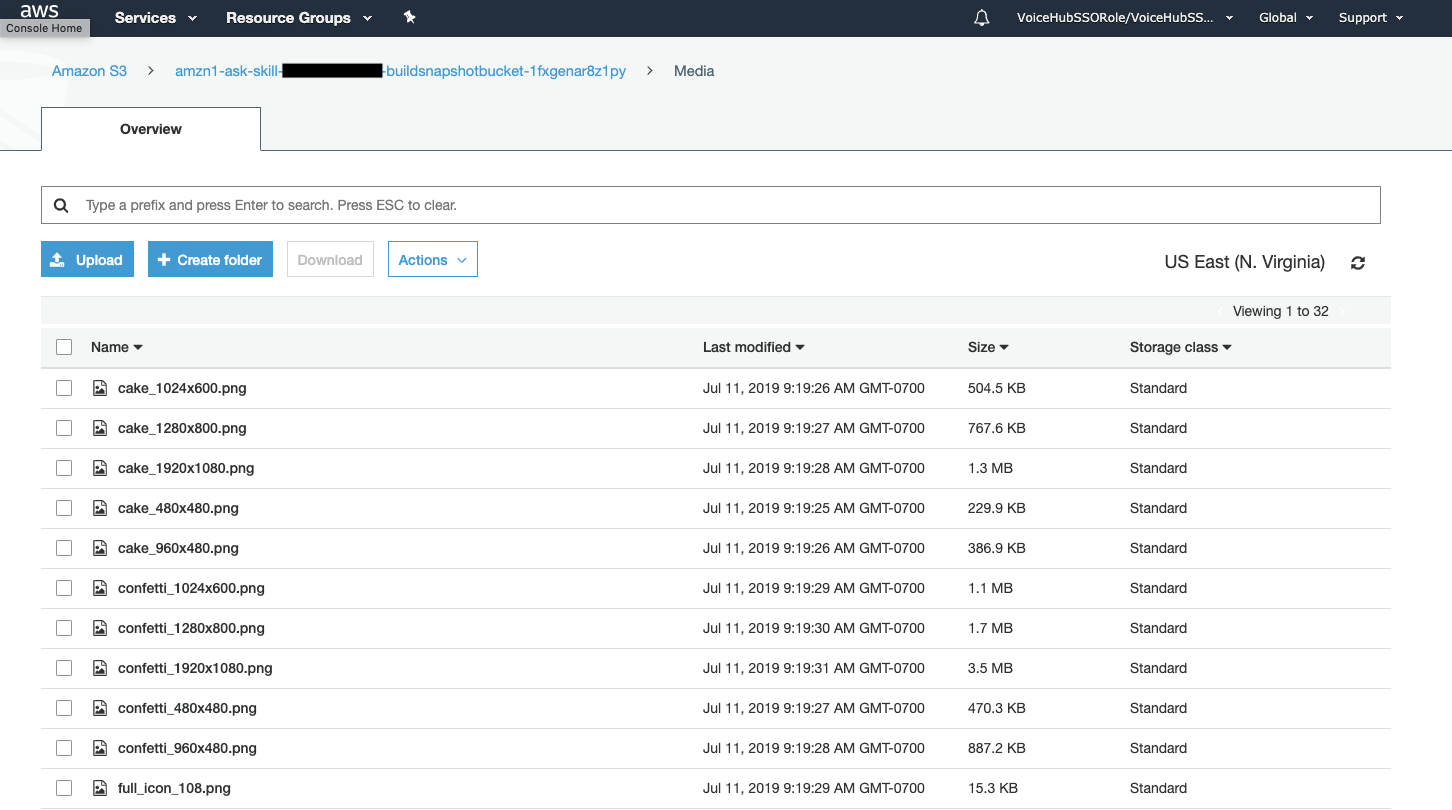 aws Services Resource Groups VoiceHubSSORole/VoiceHubSS... Global Support
Console Home
Amazon S3 > amzn1-ask-skill- -buildsnapshotbucket-1fxgenar8z1py > Media
Overview
Type a prefix and press Enter to search. Press ESC to clear.
Upload + Create folder Download Actions US East (N. Virginia)
Viewing 1 to 32
Name Last modified Size Storage class
cake_1024x600.png Jul 11, 2019 9:19:26 AM GMT-0700 504.5 KB Standard
cake_1280x800.png Jul 11, 2019 9:19:27 AM GMT-0700 767.6 KB Standard
cake_1920x1080.png Jul 11, 2019 9:19:28 AM GMT-0700 1.3 MB Standard
cake_480x480.png Jul 11, 2019 9:19:25 AM GMT-0700 229.9 KB Standard
cake_960x480.png Jul 11, 2019 9:19:26 AM GMT-0700 386.9 KB Standard
confetti_1024x600.png Jul 11, 2019 9:19:29 AM GMT-0700 1.1 MB Standard
confetti_1280x800.png Jul 11, 2019 9:19:30 AM GMT-0700 1.7 MB Standard
confetti_1920x1080.png Jul 11, 2019 9:19:31 AM GMT-0700 3.5 MB Standard
confetti_480x480.png Jul 11, 2019 9:19:27 AM GMT-0700 470.3 KB Standard
confetti_960x480.png Jul 11, 2019 9:19:28 AM GMT-0700 887.2 KB Standard
full_icon_108.png Jul 11, 2019 9:19:29 AM GMT-0700 15.3 KB Standard